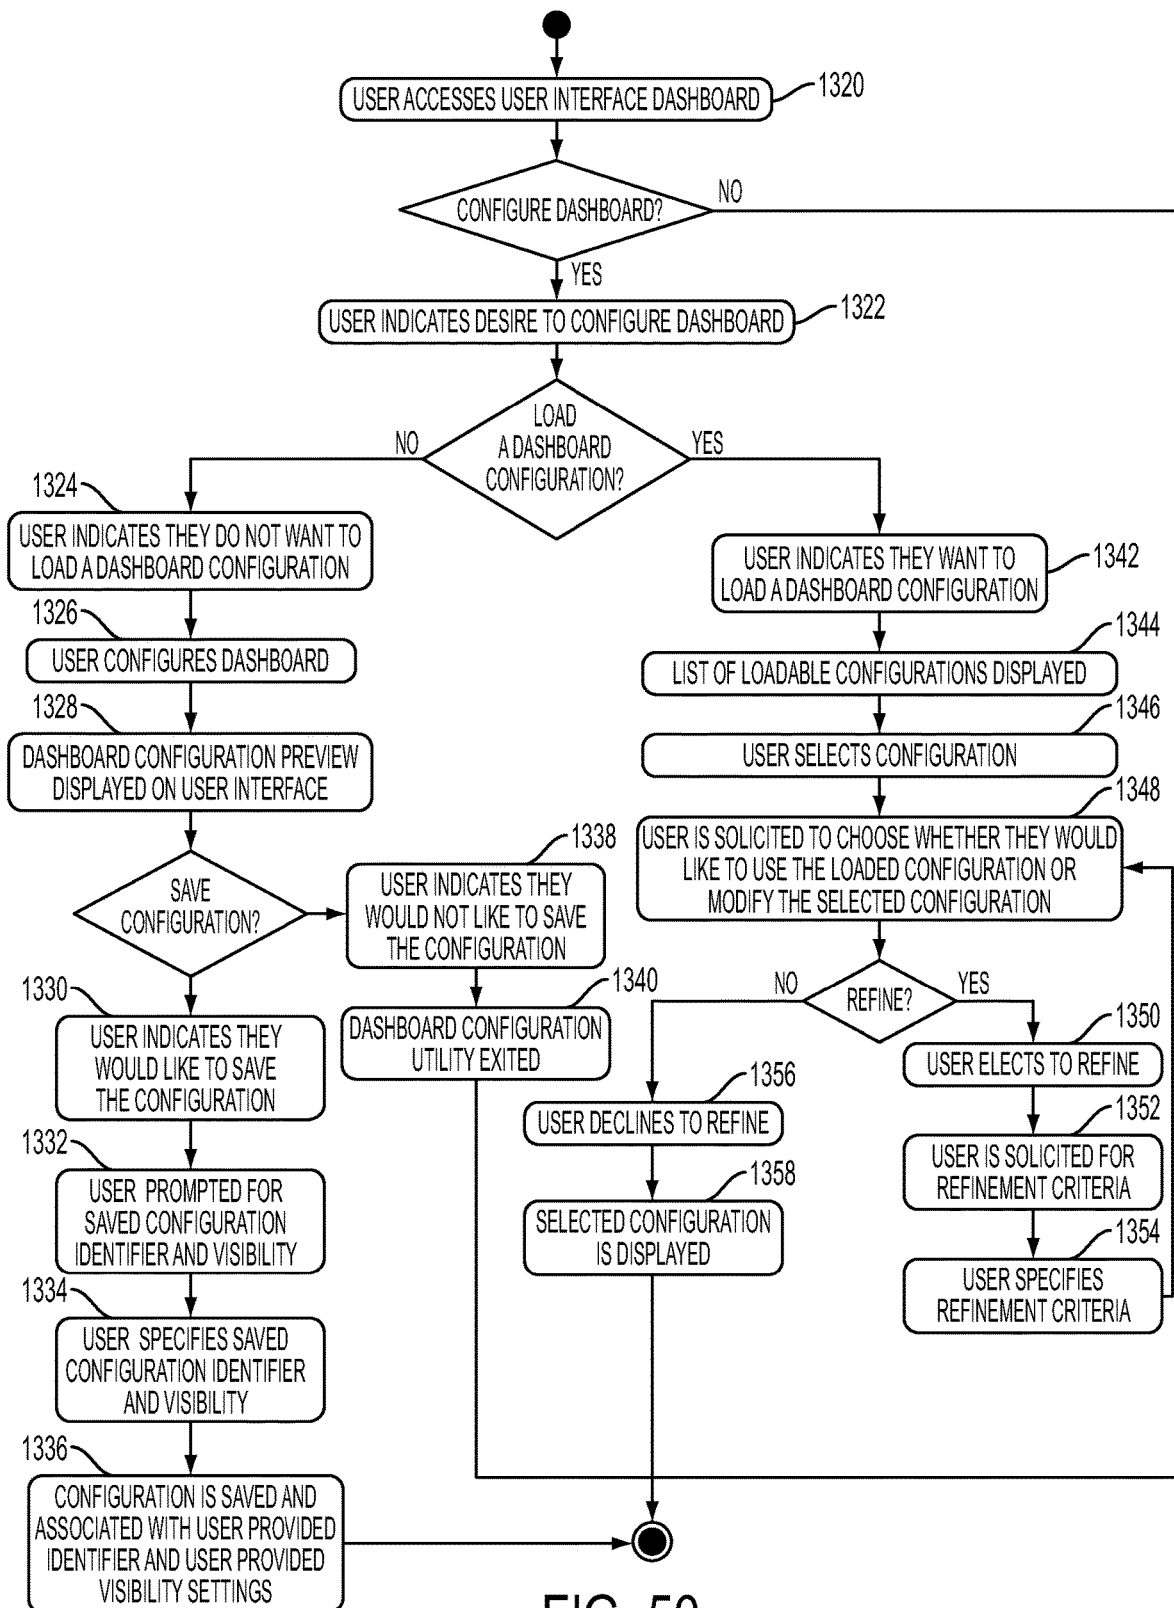 1320
USER ACCESSES USER INTERFACE DASHBOARD
CONFIGURE DASHBOARD?
NO
YES
1322
USER INDICATES DESIRE TO CONFIGURE DASHBOARD
LOAD
A DASHBOARD
CONFIGURATION?
NO
YES
1324
USER INDICATES THEY DO NOT WANT TO
LOAD A DASHBOARD CONFIGURATION
1326
USER CONFIGURES DASHBOARD
1328
DASHBOARD CONFIGURATION PREVIEW
DISPLAYED ON USER INTERFACE
SAVE
CONFIGURATION?
1338
USER INDICATES THEY
WOULD NOT LIKE TO SAVE
THE CONFIGURATION
1340
DASHBOARD CONFIGURATION
UTILITY EXITED
1330
USER INDICATES THEY
WOULD LIKE TO SAVE
THE CONFIGURATION
1332
USER PROMPTED FOR
SAVED CONFIGURATION
IDENTIFIER AND VISIBILITY
1334
USER SPECIFIES SAVED
CONFIGURATION IDENTIFIER
AND VISIBILITY
1336
CONFIGURATION IS SAVED AND
ASSOCIATED WITH USER PROVIDED
IDENTIFIER AND USER PROVIDED
VISIBILITY SETTINGS
1342
USER INDICATES THEY WANT TO
LOAD A DASHBOARD CONFIGURATION
1344
LIST OF LOADABLE CONFIGURATIONS DISPLAYED
1346
USER SELECTS CONFIGURATION
1348
USER IS SOLICITED TO CHOOSE WHETHER THEY WOULD
LIKE TO USE THE LOADED CONFIGURATION OR
MODIFY THE SELECTED CONFIGURATION
REFINE?
NO
YES
1350
USER ELECTS TO REFINE
1352
USER IS SOLICITED FOR
REFINEMENT CRITERIA
1354
USER SPECIFIES
REFINEMENT CRITERIA
1356
USER DECLINES TO REFINE
1358
SELECTED CONFIGURATION
IS DISPLAYED